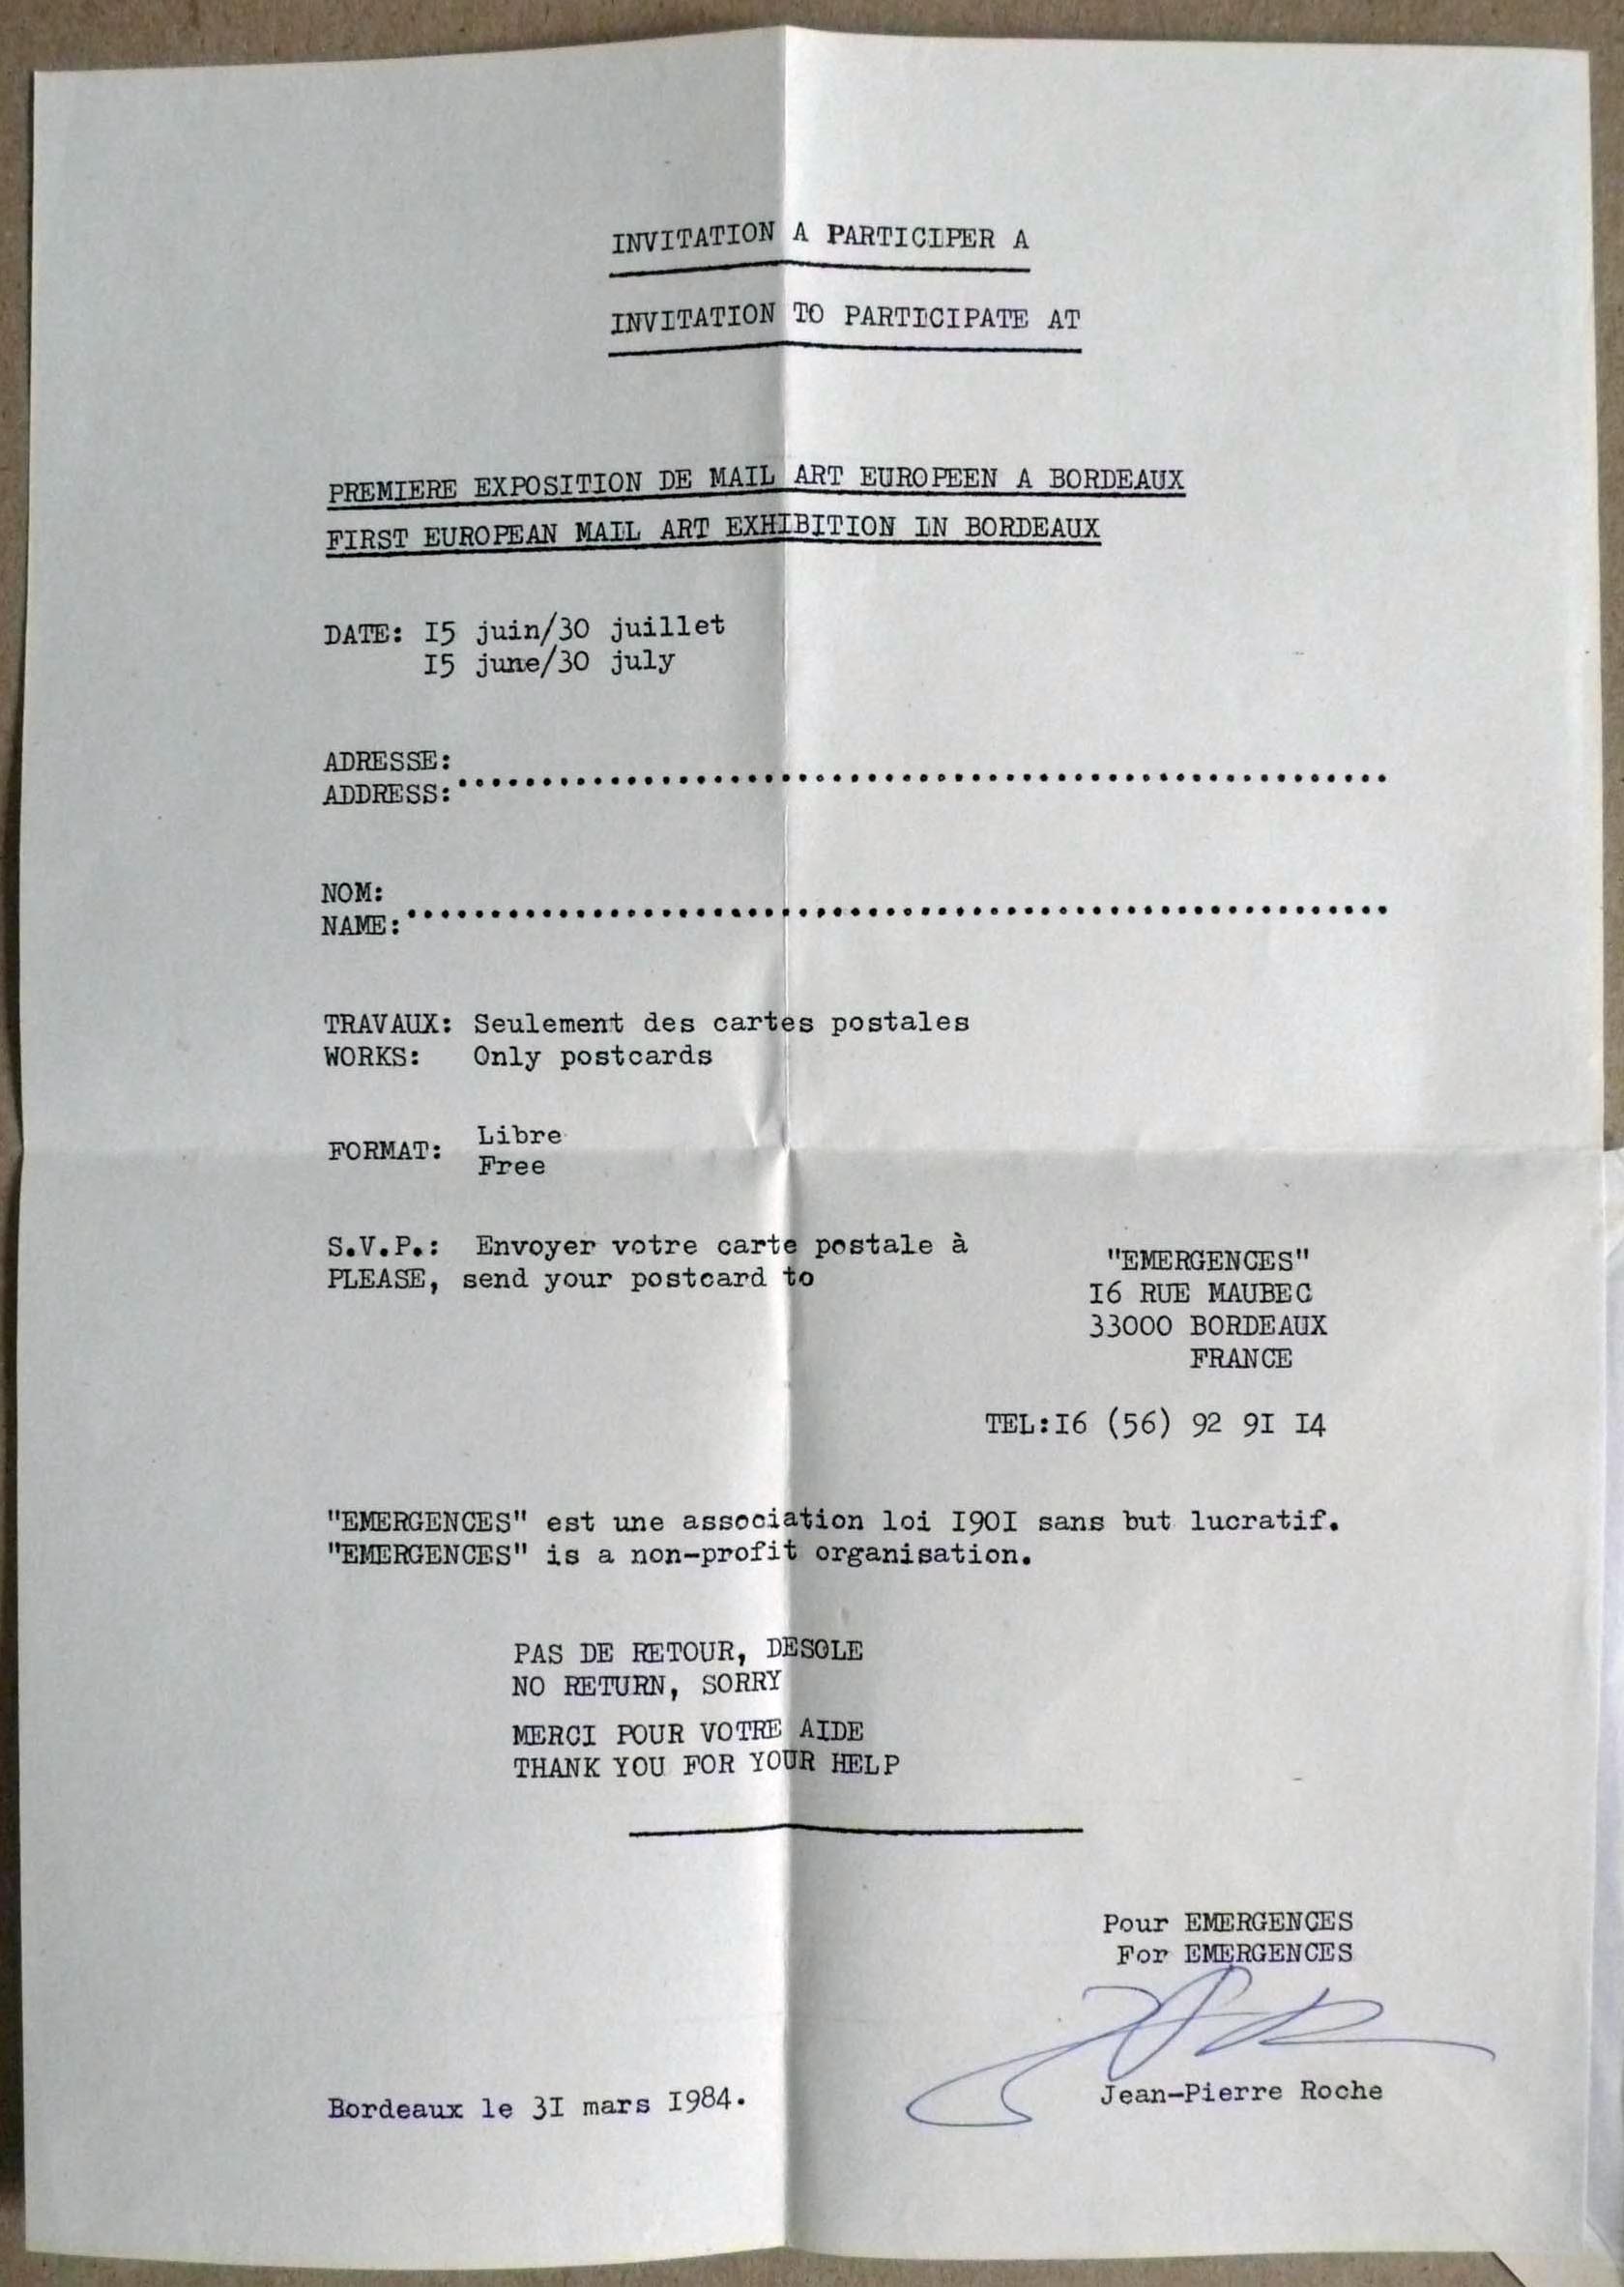 INVITATION A PARTICIPER A
INVITATION TO PARTICIPATE AT
PREMIERE EXPOSITION DE MAIL ART EUROPEEN A BORDEAUX
FIRST EUROPEAN MAIL ART EXHIBITION IN BORDEAUX
DATE: I5 juin/30 juillet
I5 june/30 july
ADRESSE:
ADDRESS:.......................................................
NOM:
NAME:..........................................................
TRAVAUX: Seulement des cartes postales
WORKS: Only postcards
FORMAT: Libre
Free
S.V.P.: Envoyer votre carte postale à
PLEASE, send your postcard to
"EMERGENCES"
I6 RUE MAUBEC
33000 BORDEAUX
FRANCE
TEL:I6 (56) 92 9I I4
"EMERGENCES" est une association loi I90I sans but lucratif.
"EMERGENCES" is a non-profit organisation.
PAS DE RETOUR, DESOLE
NO RETURN, SORRY
MERCI POUR VOTRE AIDE
THANK YOU FOR YOUR HELP
Pour EMERGENCES
For EMERGENCES
Jean-Pierre Roche
Bordeaux le 3I mars I984.